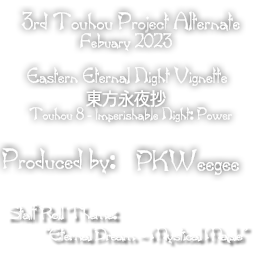 3rd Touhou Project Alternate
Febuary 2023
Eastern Eternal Night Vignette
東方永夜抄
Touhou 8 - Imperishable Night: Power
Produced by: PKWeegee
Staff Roll Theme:
"Eternal Dream ~ Mystical Maple"